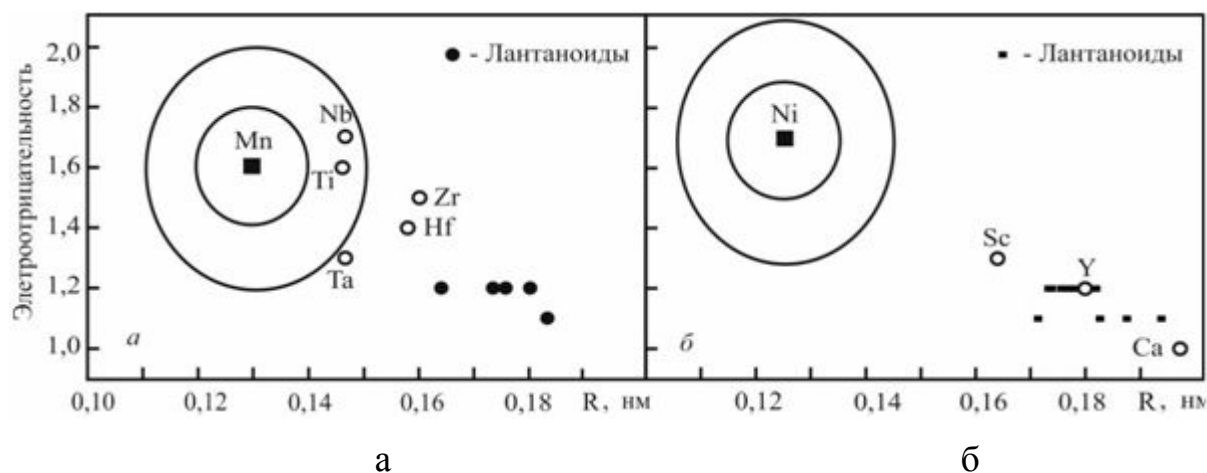 Элетроотрицательность
2,0
1,8
1,6
1,4
1,2
1,0
- Лантаноиды
Nb
Mn
Ti
Zr
Hf
Ta
а
0,10 0,12 0,14 0,16 0,18 R, нм
- Лантаноиды
Ni
Sc
Y
Ca
б
0,12 0,14 0,16 0,18 R, нм
а б